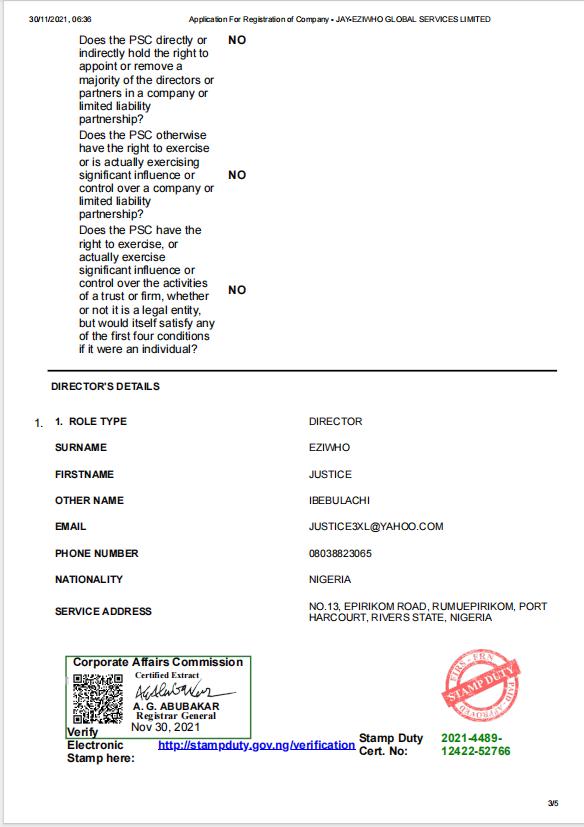 30/11/2021, 06:36 Application For Registration of Company - JAY-EZIWHO GLOBAL SERVICES LIMITED
Does the PSC directly or NO
indirectly hold the right to
appoint or remove a
majority of the directors or
partners in a company or
limited liability
partnership?
Does the PSC otherwise
have the right to exercise
or is actually exercising
significant influence or NO
control over a company or
limited liability
partnership?
Does the PSC have the
right to exercise, or
actually exercise
significant influence or
control over the activities
of a trust or firm, whether NO
or not it is a legal entity,
but would itself satisfy any
of the first four conditions
if it were an individual?
DIRECTOR'S DETAILS
1. 1. ROLE TYPE DIRECTOR
SURNAME EZIWHO
FIRSTNAME JUSTICE
OTHER NAME IBEBULACHI
EMAIL JUSTICE3XL@YAHOO.COM
PHONE NUMBER 08038823065
NATIONALITY NIGERIA
SERVICE ADDRESS NO.13, EPIRIKOM ROAD, RUMUEPIRIKOM, PORT
HARCOURT, RIVERS STATE, NIGERIA
Corporate Affairs Commission
Certified Extract
A. G. ABUBAKAR
Registrar General
Nov 30, 2021
Verify
Electronic
Stamp here:
http://stampduty.gov.ng/verification
Stamp Duty
Cert. No:
2021-4489-
12422-52766
FIRS - FRN
STAMP DUTY
PAID - APPROVED
3/5